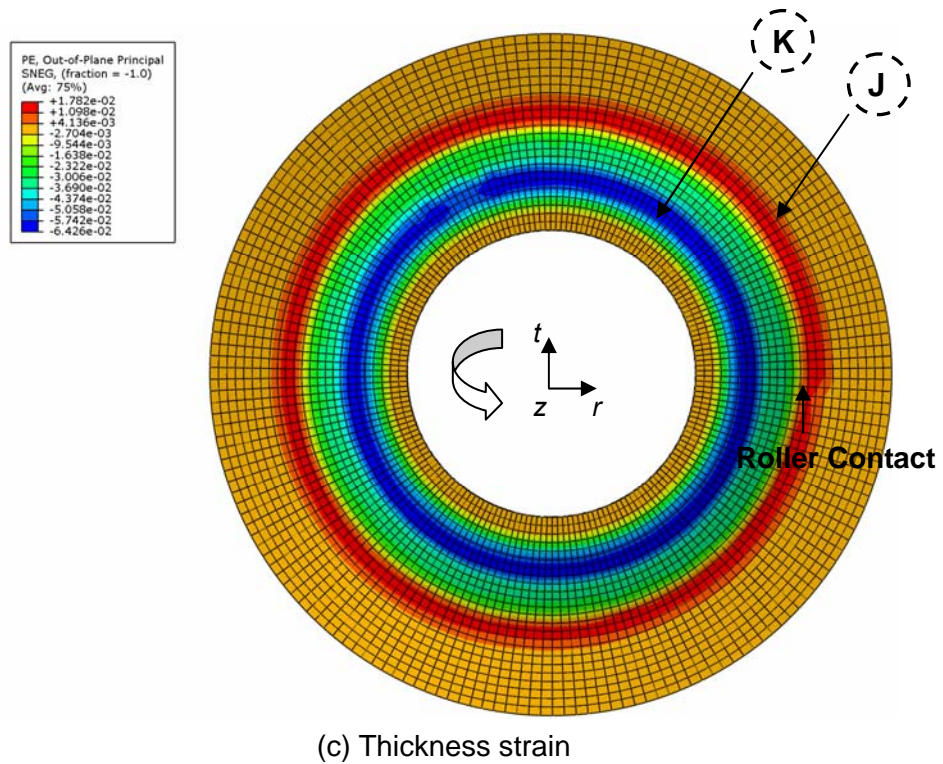 PE, Out-of-Plane Principal
SNEG, (fraction = -1.0)
(Avg: 75%)
+1.782e-02
+1.098e-02
+4.136e-03
-2.704e-03
-9.544e-03
-1.638e-02
-2.322e-02
-3.006e-02
-3.690e-02
-4.374e-02
-5.058e-02
-5.742e-02
-6.426e-02
K
J
t
z
r
Roller Contact
(c) Thickness strain